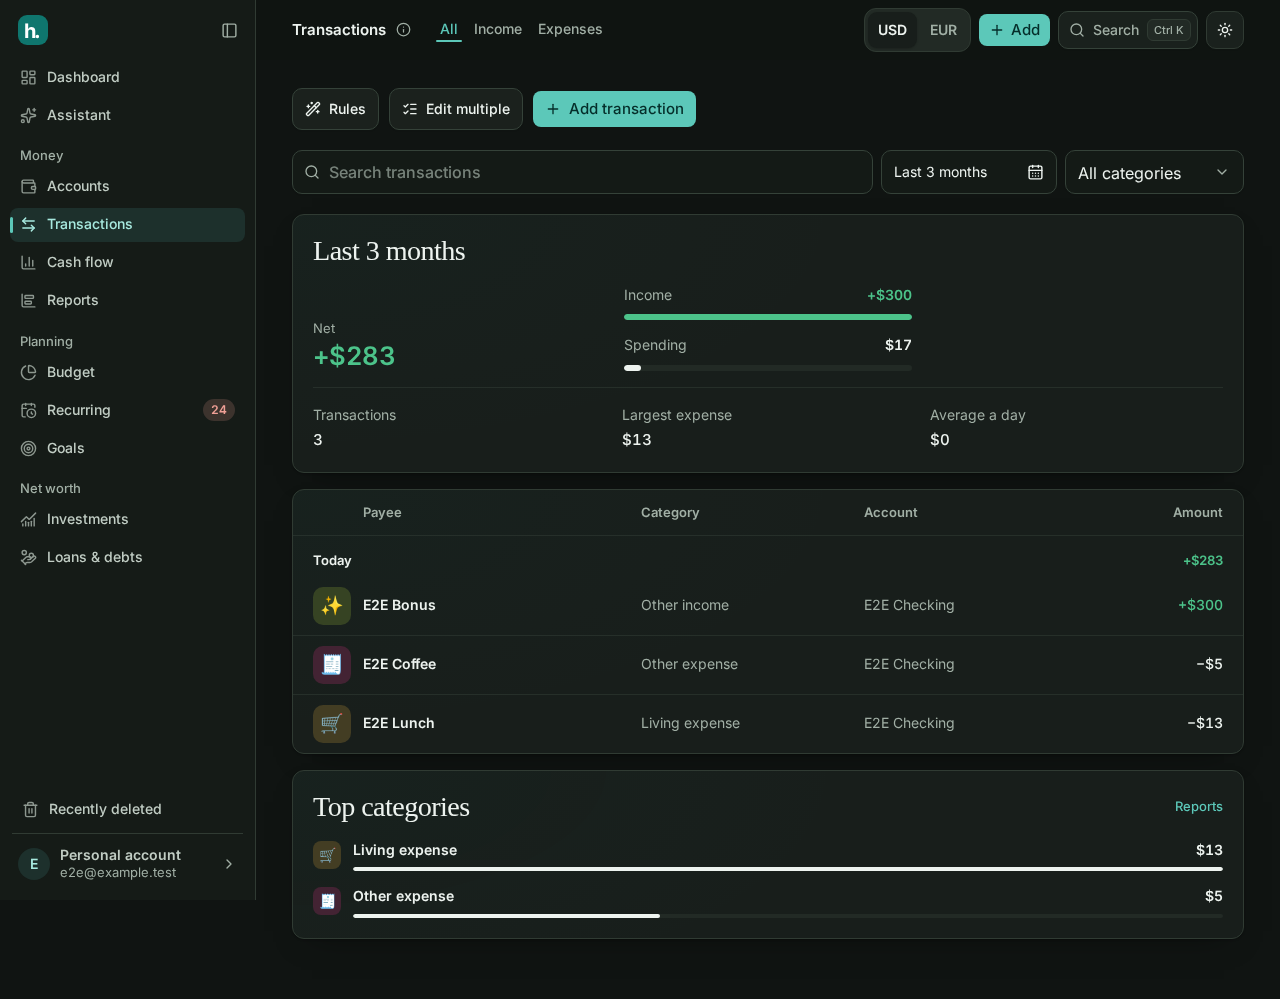 h.
Dashboard
Assistant
Money
Accounts
Transactions
Cash flow
Reports
Planning
Budget
Recurring 24
Goals
Net worth
Investments
Loans & debts
Recently deleted
E Personal account
e2e@example.test
Transactions All Income Expenses USD EUR Add Search Ctrl K
Rules Edit multiple Add transaction
Search transactions Last 3 months All categories
Last 3 months
Income +$300
Net
+$283
Spending $17
Transactions Largest expense Average a day
3 $13 $0
Payee Category Account Amount
Today +$283
E2E Bonus Other income E2E Checking +$300
E2E Coffee Other expense E2E Checking −$5
E2E Lunch Living expense E2E Checking −$13
Top categories Reports
Living expense $13
Other expense $5